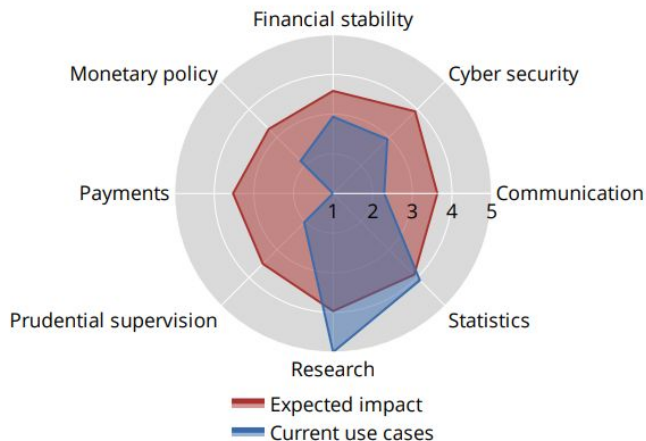 Financial stability
Monetary policy
Cyber security
Payments
Communication
1 2 3 4 5
Prudential supervision
Statistics
Research
Expected impact
Current use cases